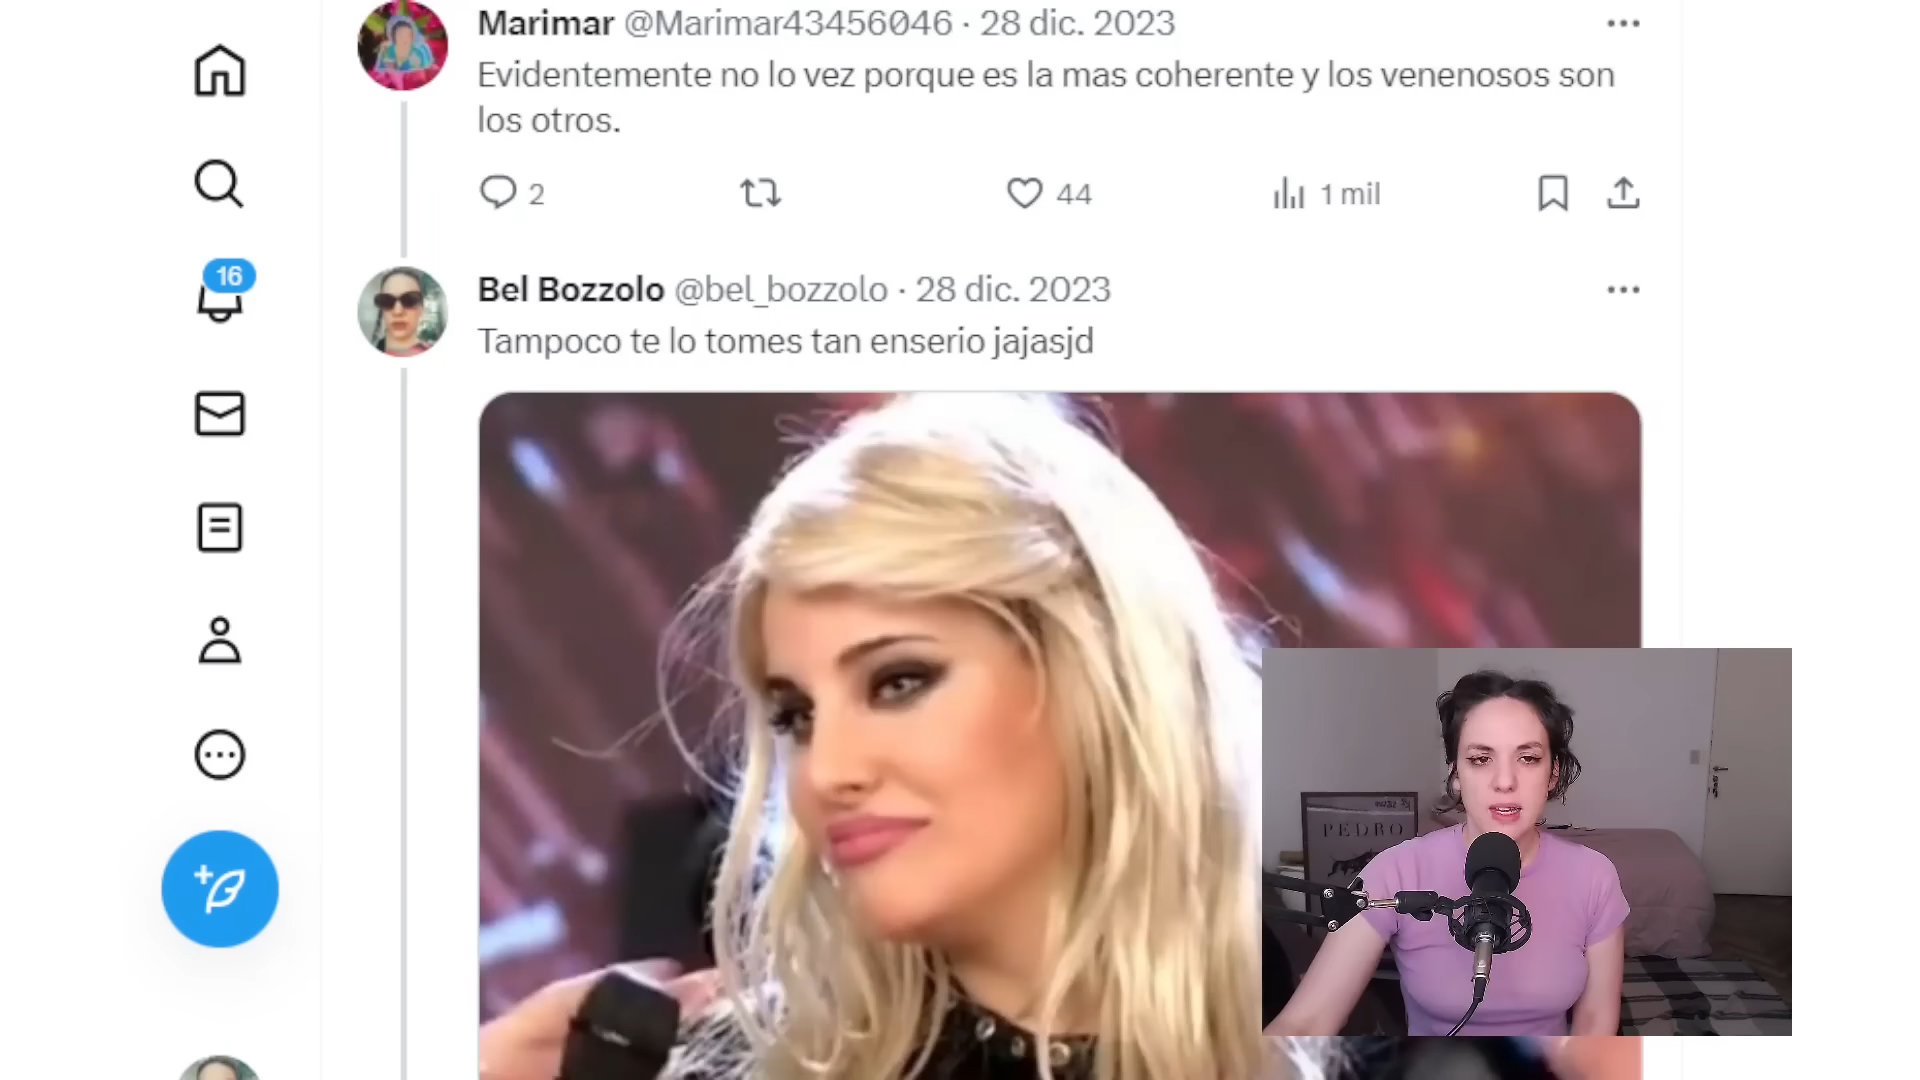 Marimar @Marimar43456046 · 28 dic. 2023
Evidentemente no lo vez porque es la mas coherente y los venenosos son
los otros.
2
44
1 mil
16
Bel Bozzolo @bel_bozzolo · 28 dic. 2023
Tampoco te lo tomes tan enserio jajasjd
PEDRO